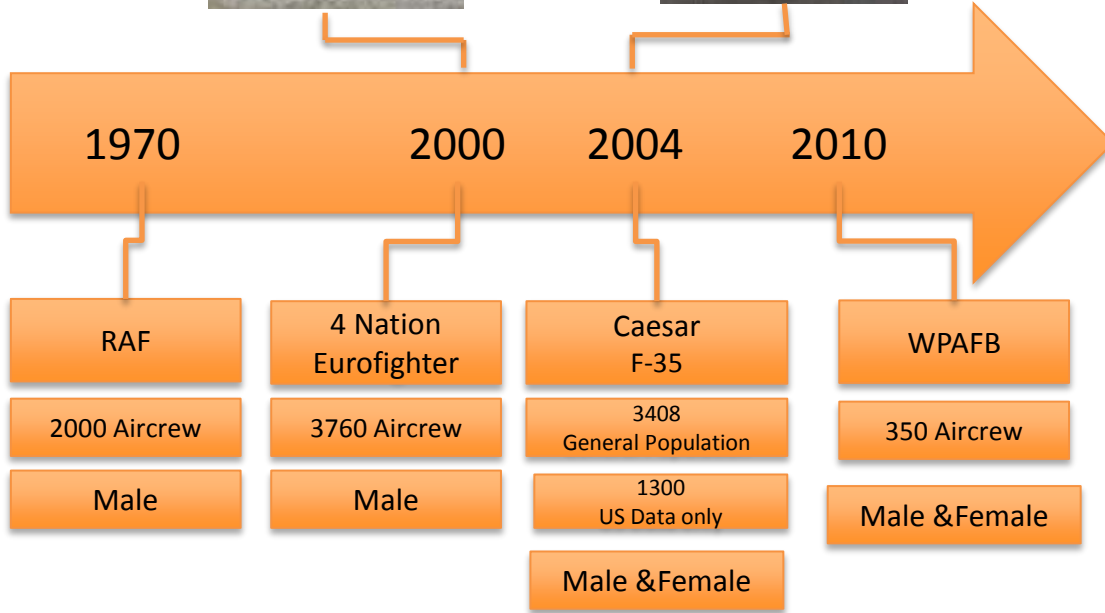 1970
2000
2004
2010
RAF
2000 Aircrew
Male
4 Nation
Eurofighter
3760 Aircrew
Male
Caesar
F-35
3408
General Population
1300
US Data only
Male &Female
WPAFB
350 Aircrew
Male &Female